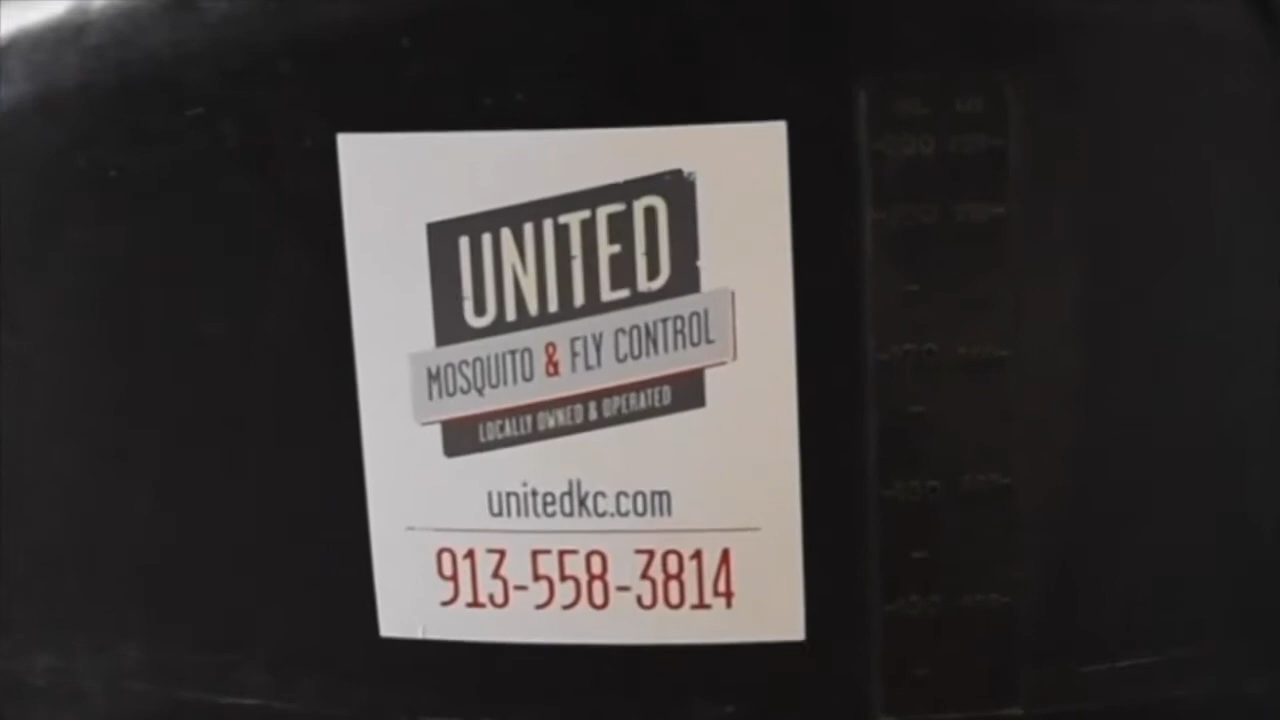 UNITED
MOSQUITO & FLY CONTROL
LOCALLY OWNED & OPERATED
unitedkc.com
913-558-3814